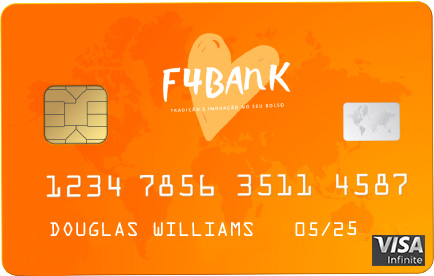 F4BANK
TRADIÇÃO E INOVAÇÃO NO SEU BOLSO
1234 7856 3511 4587
DOUGLAS WILLIAMS 05/25
VISA
Infinite